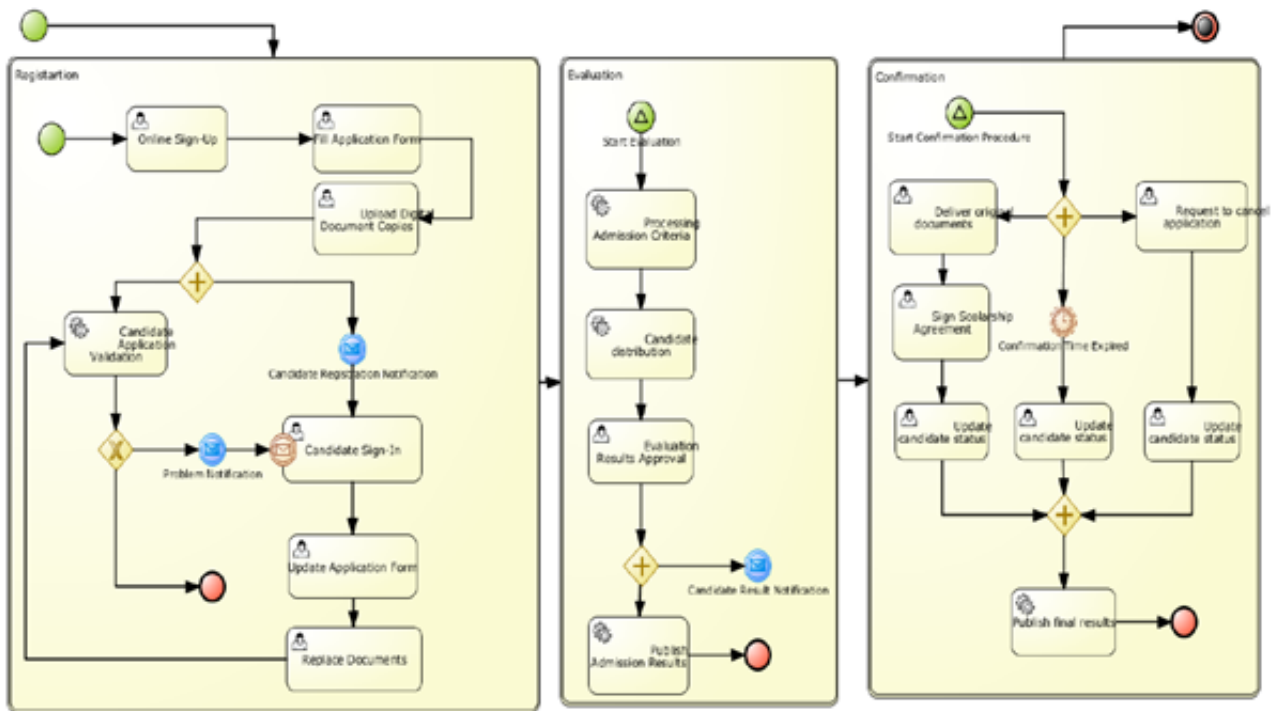 Registartion
Online Sign-Up
Fill Application Form
Upload Digital
Document Copies
Candidate
Application
Validation
Candidate Registration Notification
Problem Notification
Candidate Sign-In
Update Application Form
Replace Documents
Evaluation
Start Evaluation
Processing
Admission Criteria
Candidate
distribution
Evaluation
Results Approval
Candidate Result Notification
Publish
Admission Results
Confirmation
Start Confirmation Procedure
Deliver original
documents
Request to cancel
application
Sign Scolarship
Agreement
Confirmation Time Expired
Update
candidate status
Update
candidate status
Update
candidate status
Publish final results